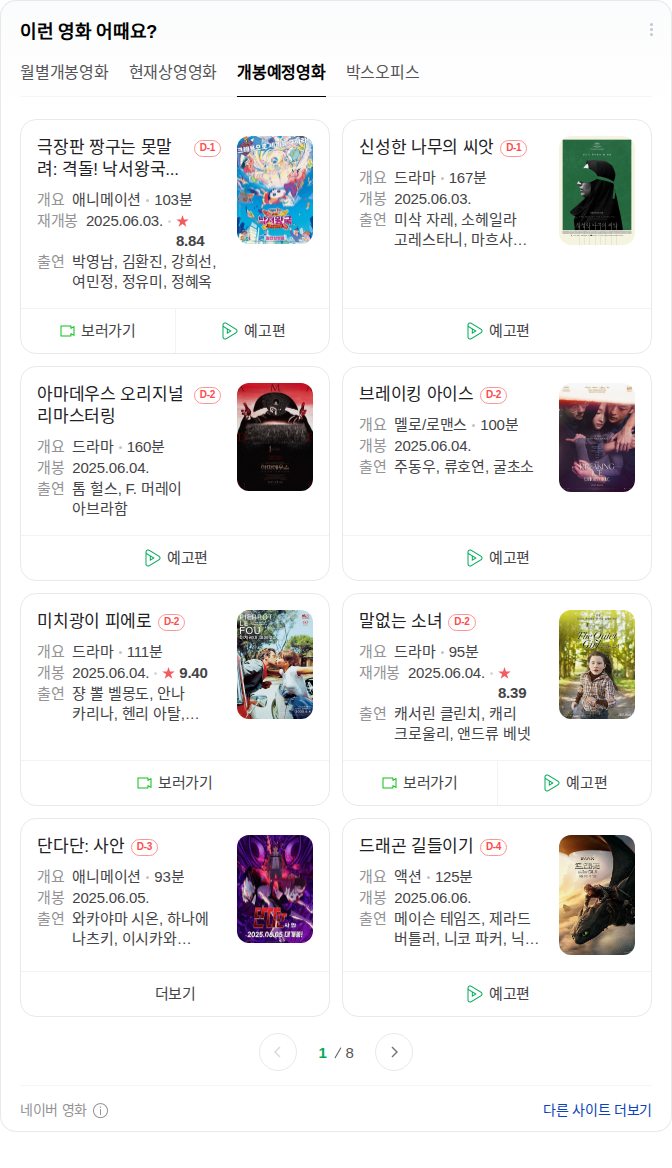 이런 영화 어때요?
월별개봉영화 현재상영영화 개봉예정영화 박스오피스
극장판 짱구는 못말 D-1
려: 격돌! 낙서왕국...
개요 애니메이션 · 103분
재개봉 2025.06.03. · ★
8.84
출연 박영남, 김환진, 강희선,
여민정, 정유미, 정혜옥
보러가기 예고편
신성한 나무의 씨앗 D-1
개요 드라마 · 167분
개봉 2025.06.03.
출연 미삭 자레, 소헤일라
고레스타니, 마흐사...
예고편
아마데우스 오리지널 D-2
리마스터링
개요 드라마 · 160분
개봉 2025.06.04.
출연 톰 헐스, F. 머레이
아브라함
예고편
아마데우스
브레이킹 아이스 D-2
개요 멜로/로맨스 · 100분
개봉 2025.06.04.
출연 주동우, 류호연, 굴초소
예고편
미치광이 피에로 D-2
개요 드라마 · 111분
개봉 2025.06.04. · ★ 9.40
출연 쟝 뽈 벨몽도, 안나
카리나, 헨리 아탈,...
보러가기
PIERROT
LE
FOU
말없는 소녀 D-2
개요 드라마 · 95분
재개봉 2025.06.04. · ★
8.39
출연 캐서린 클린치, 캐리
크로울리, 앤드류 베넷
보러가기 예고편
The Quiet
Girl
단다단: 사안 D-3
개요 애니메이션 · 93분
개봉 2025.06.05.
출연 와카야마 시온, 하나에
나츠키, 이시카와...
더보기
2025.06.05 대개봉!
드래곤 길들이기 D-4
개요 액션 · 125분
개봉 2025.06.06.
출연 메이슨 테임즈, 제라드
버틀러, 니코 파커, 닉...
예고편
1 / 8
네이버 영화
다른 사이트 더보기